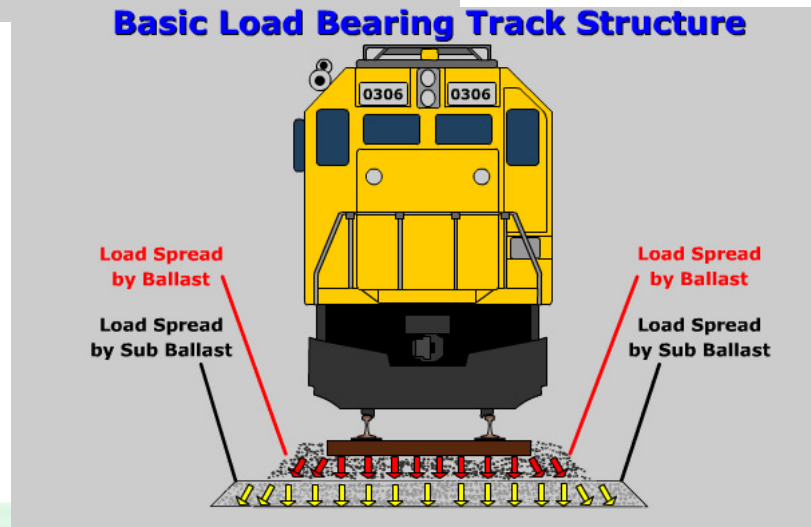 Basic Load Bearing Track Structure
0306 0306
Load Spread
by Ballast
Load Spread
by Sub Ballast
Load Spread
by Ballast
Load Spread
by Sub Ballast